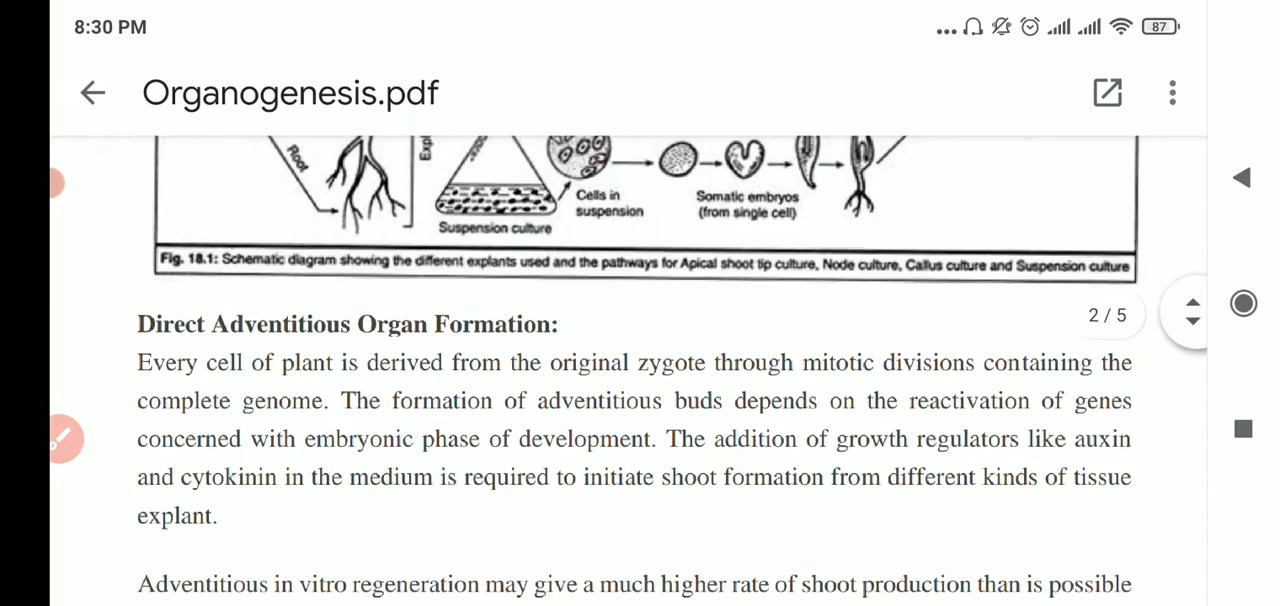 8:30 PM
87
Organogenesis.pdf
Root
Cells in
suspension
Somatic embryos
(from single cell)
Suspension culture
Fig. 18.1: Schematic diagram showing the different explants used and the pathways for Apical shoot tip culture, Node culture, Callus culture and Suspension culture
2 / 5
Direct Adventitious Organ Formation:
Every cell of plant is derived from the original zygote through mitotic divisions containing the
complete genome. The formation of adventitious buds depends on the reactivation of genes
concerned with embryonic phase of development. The addition of growth regulators like auxin
and cytokinin in the medium is required to initiate shoot formation from different kinds of tissue
explant.
Adventitious in vitro regeneration may give a much higher rate of shoot production than is possible